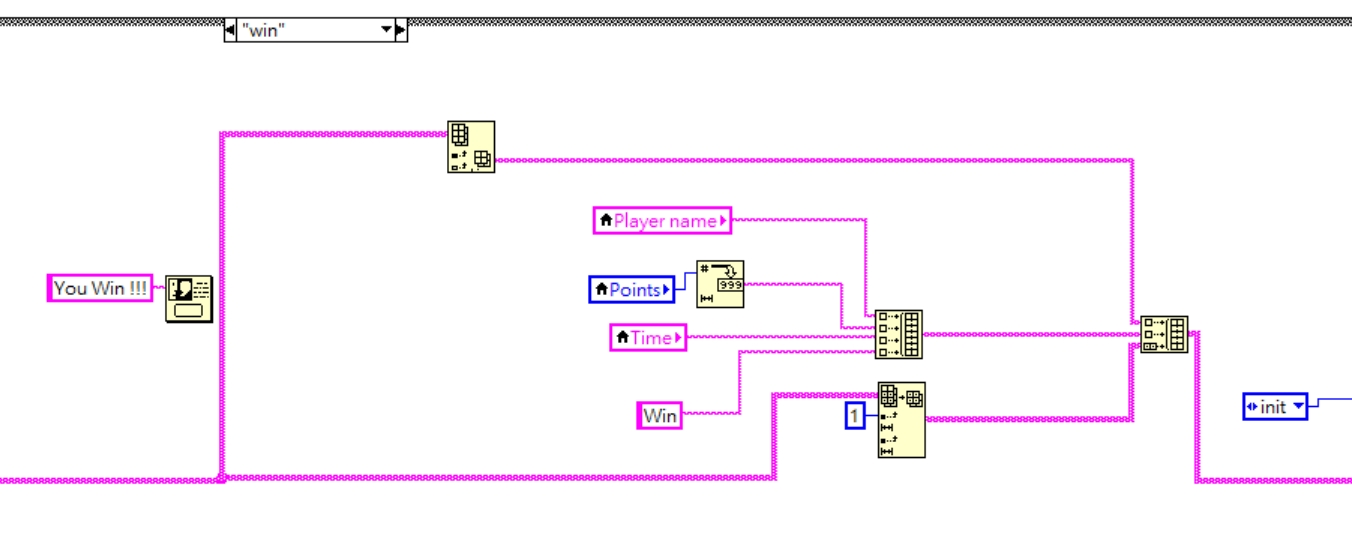 "win"
Player name
You Win !!!
#
999
Points
Time
Win
1
init